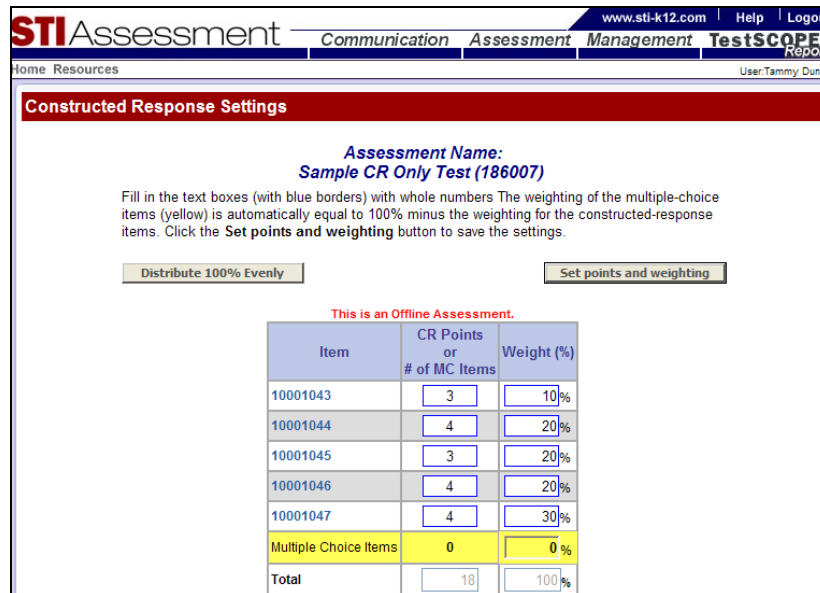 www.sti-k12.com Help Logou
STIAssessment
Communication Assessment Management TestSCOPE
Repo
Home Resources
User:Tammy Dun
Constructed Response Settings
Assessment Name:
Sample CR Only Test (186007)
Fill in the text boxes (with blue borders) with whole numbers The weighting of the multiple-choice
items (yellow) is automatically equal to 100% minus the weighting for the constructed-response
items. Click the Set points and weighting button to save the settings.
Distribute 100% Evenly Set points and weighting
This is an Offline Assessment.
Item CR Points or # of MC Items Weight (%)
10001043 3 10%
10001044 4 20%
10001045 3 20%
10001046 4 20%
10001047 4 30%
Multiple Choice Items 0 0 %
Total 18 100 %